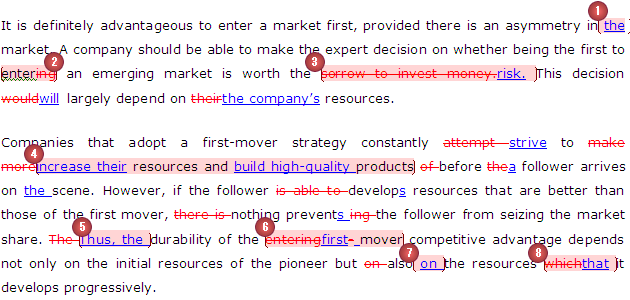 It is definitely advantageous to enter a market first, provided there is an asymmetry in 1 the
market. A company should be able to make the expert decision on whether being the first to
entering 2 an emerging market is worth the 3 sorrow to invest money.risk. This decision
wouldwill largely depend on theirthe company's resources.
Companies that adopt a first-mover strategy constantly attempt strive to make
more 4 increase their resources and build high-quality products of before thea follower arrives
on the scene. However, if the follower is able to develops resources that are better than
those of the first mover, there is nothing prevents ing the follower from seizing the market
share. The 5 Thus, the durability of the 6 enteringfirst- mover competitive advantage depends
not only on the initial resources of the pioneer but on also 7 on the resources 8 whichthat it
develops progressively.